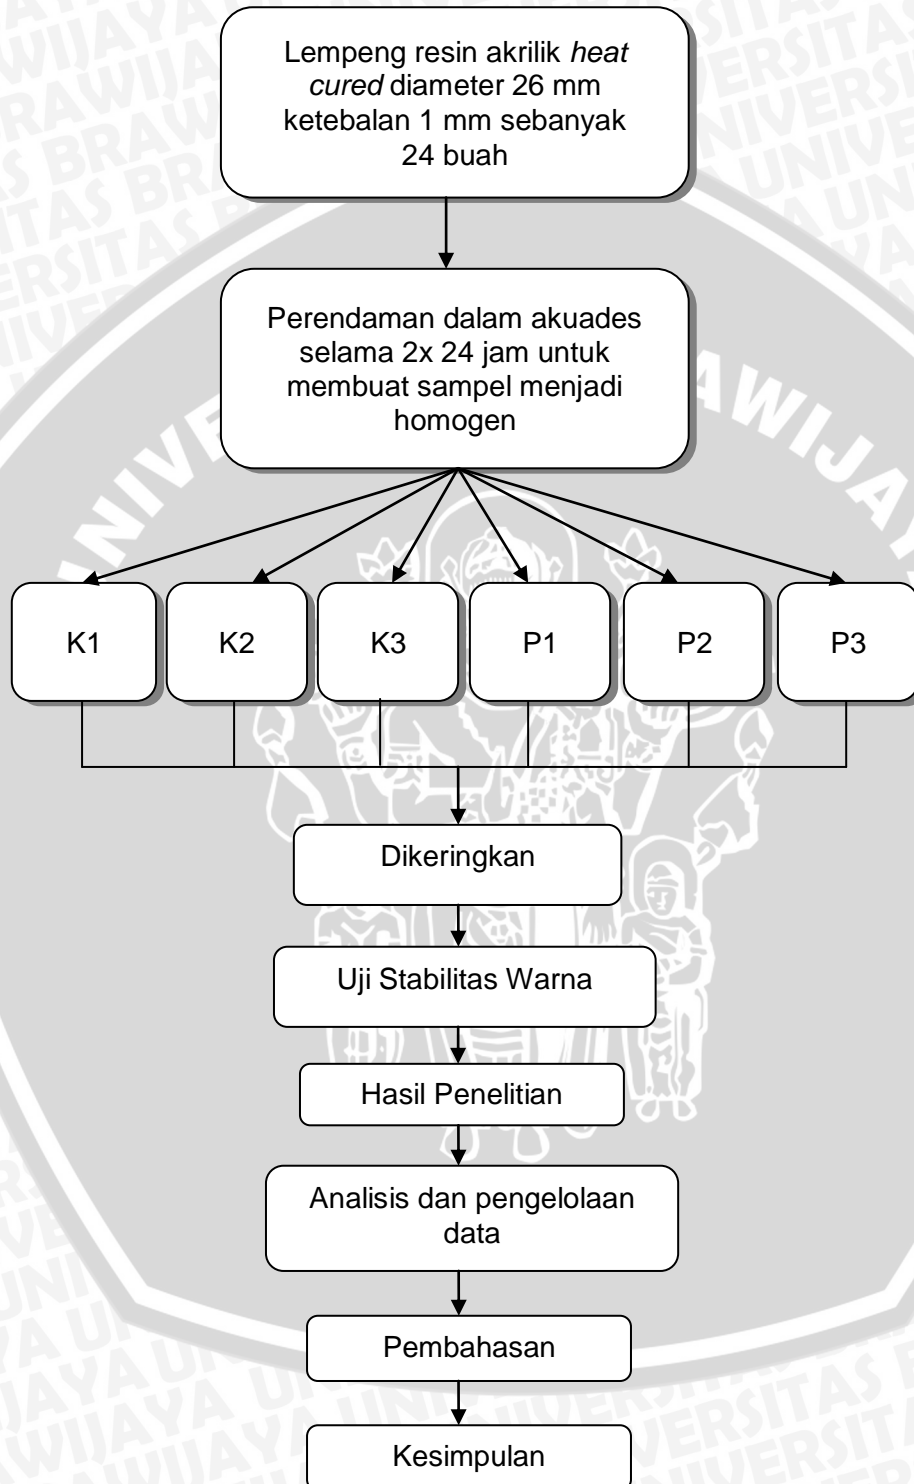 Lempeng resin akrilik heat
cured diameter 26 mm
ketebalan 1 mm sebanyak
24 buah
Perendaman dalam akuades
selama 2x 24 jam untuk
membuat sampel menjadi
homogen
K1
K2
K3
P1
P2
P3
Dikeringkan
Uji Stabilitas Warna
Hasil Penelitian
Analisis dan pengelolaan
data
Pembahasan
Kesimpulan